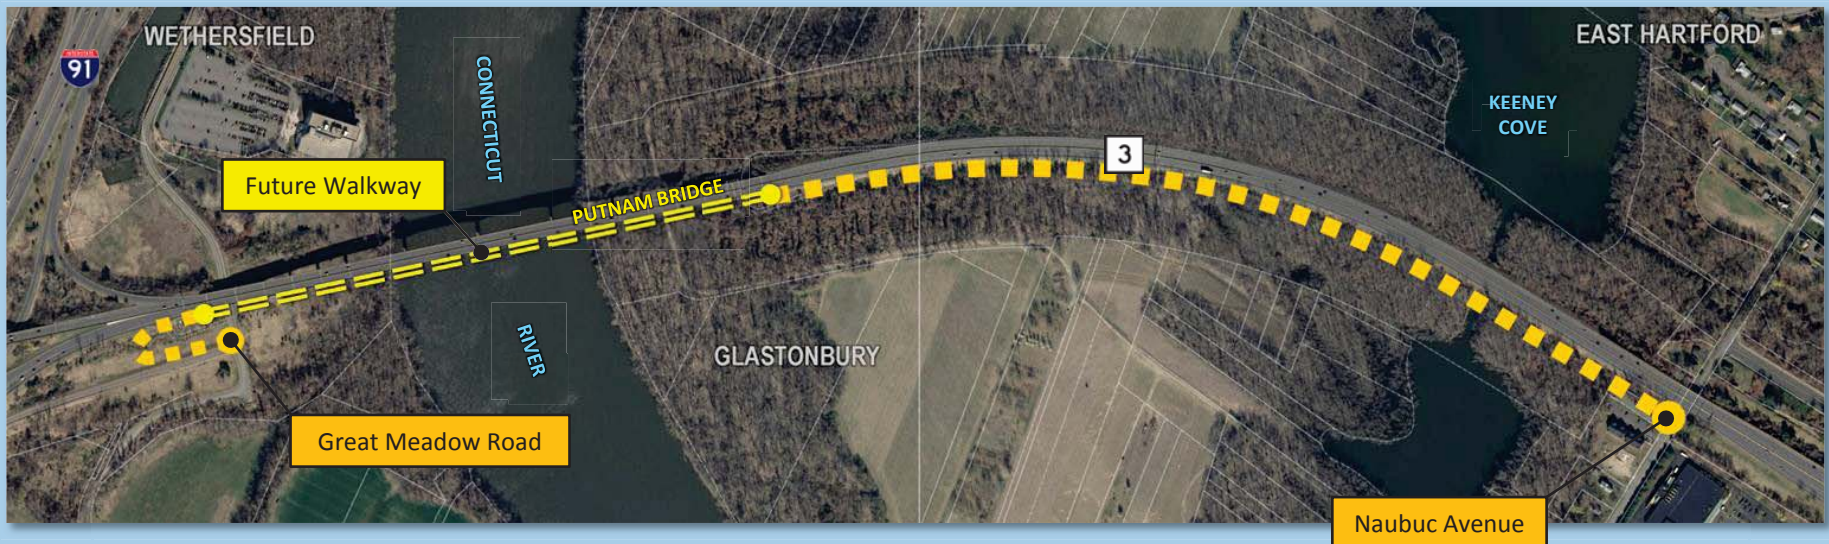 WETHERSFIELD
EAST HARTFORD
INTERSTATE
91
CONNECTICUT
KEENEY
COVE
3
Future Walkway
PUTNAM BRIDGE
RIVER
GLASTONBURY
Great Meadow Road
Naubuc Avenue